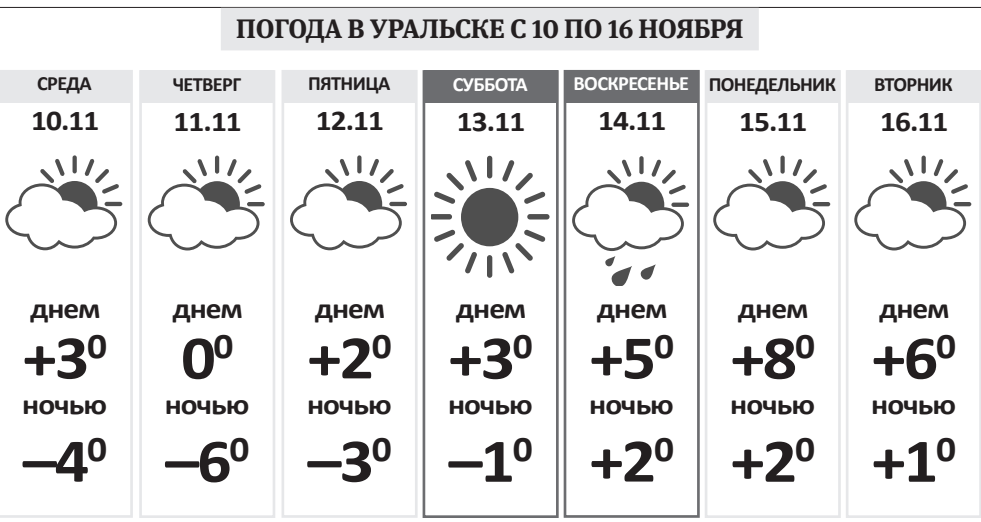 ПОГОДА В УРАЛЬСКЕ С 10 ПО 16 НОЯБРЯ
СРЕДА ЧЕТВЕРГ ПЯТНИЦА СУББОТА ВОСКРЕСЕНЬЕ ПОНЕДЕЛЬНИК ВТОРНИК
10.11 11.11 12.11 13.11 14.11 15.11 16.11
днем днем днем днем днем днем днем
+3⁰ 0⁰ +2⁰ +3⁰ +5⁰ +8⁰ +6⁰
ночью ночью ночью ночью ночью ночью ночью
–4⁰ –6⁰ –3⁰ –1⁰ +2⁰ +2⁰ +1⁰